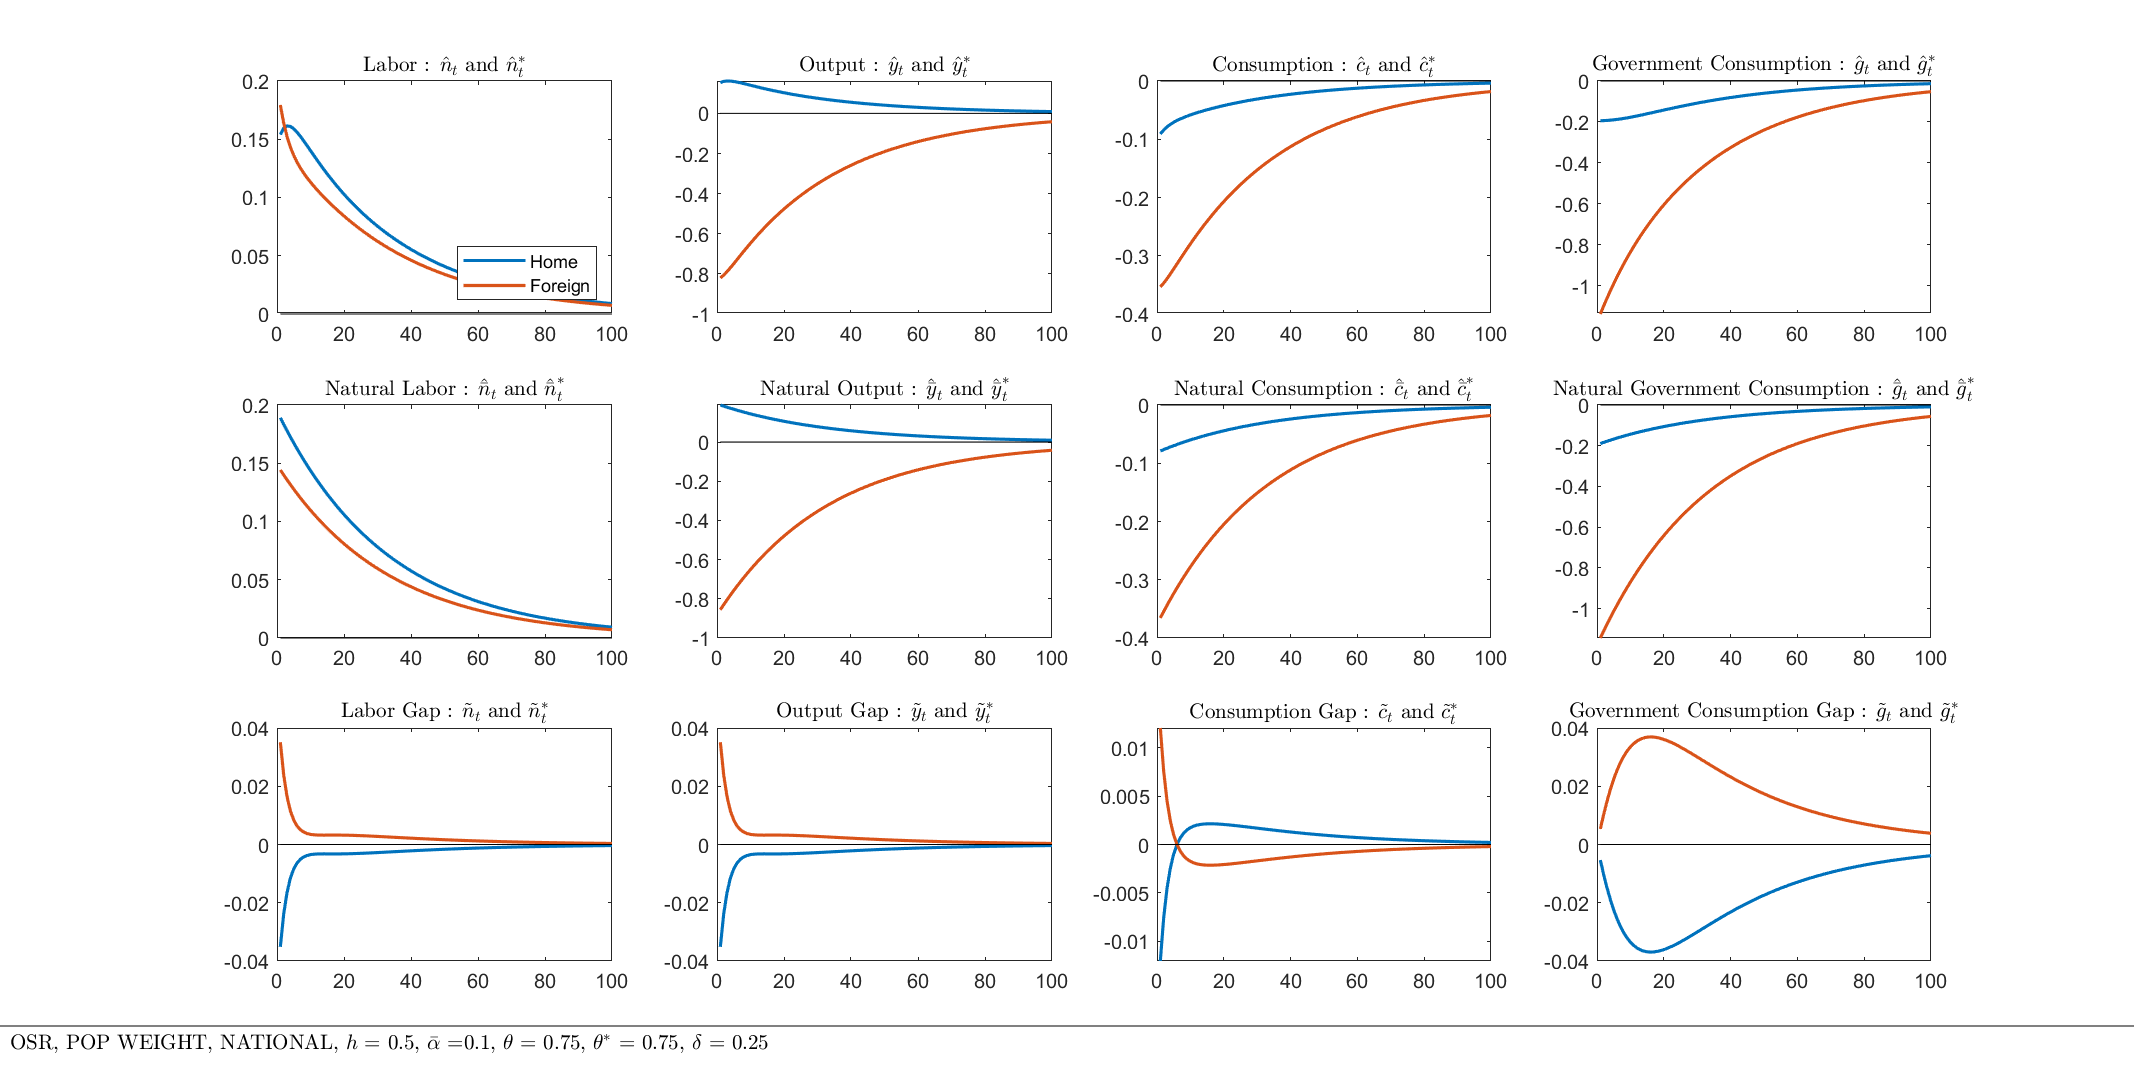 Labor : n̂ₜ and n̂ₜ*
Output : ŷₜ and ŷₜ*
Consumption : ĉₜ and ĉₜ*
Government Consumption : ĝₜ and ĝₜ*
0.2
0.15
0.1
0.05
0
0 20 40 60 80 100
Home
Foreign
0
-0.2
-0.4
-0.6
-0.8
-1
0 20 40 60 80 100
0
-0.1
-0.2
-0.3
-0.4
0 20 40 60 80 100
0
-0.2
-0.4
-0.6
-0.8
-1
0 20 40 60 80 100
Natural Labor : n̂̄ₜ and n̂̄ₜ*
Natural Output : ŷ̄ₜ and ŷ̄ₜ*
Natural Consumption : ĉ̄ₜ and ĉ̄ₜ*
Natural Government Consumption : ĝ̄ₜ and ĝ̄ₜ*
0.2
0.15
0.1
0.05
0
0 20 40 60 80 100
0
-0.2
-0.4
-0.6
-0.8
-1
0 20 40 60 80 100
0
-0.1
-0.2
-0.3
-0.4
0 20 40 60 80 100
0
-0.2
-0.4
-0.6
-0.8
-1
0 20 40 60 80 100
Labor Gap : ñₜ and ñₜ*
Output Gap : ỹₜ and ỹₜ*
Consumption Gap : c̃ₜ and c̃ₜ*
Government Consumption Gap : g̃ₜ and g̃ₜ*
0.04
0.02
0
-0.02
-0.04
0 20 40 60 80 100
0.04
0.02
0
-0.02
-0.04
0 20 40 60 80 100
0.01
0.005
0
-0.005
-0.01
0 20 40 60 80 100
0.04
0.02
0
-0.02
-0.04
0 20 40 60 80 100
OSR, POP WEIGHT, NATIONAL, h = 0.5, ᾱ =0.1, θ = 0.75, θ* = 0.75, δ = 0.25